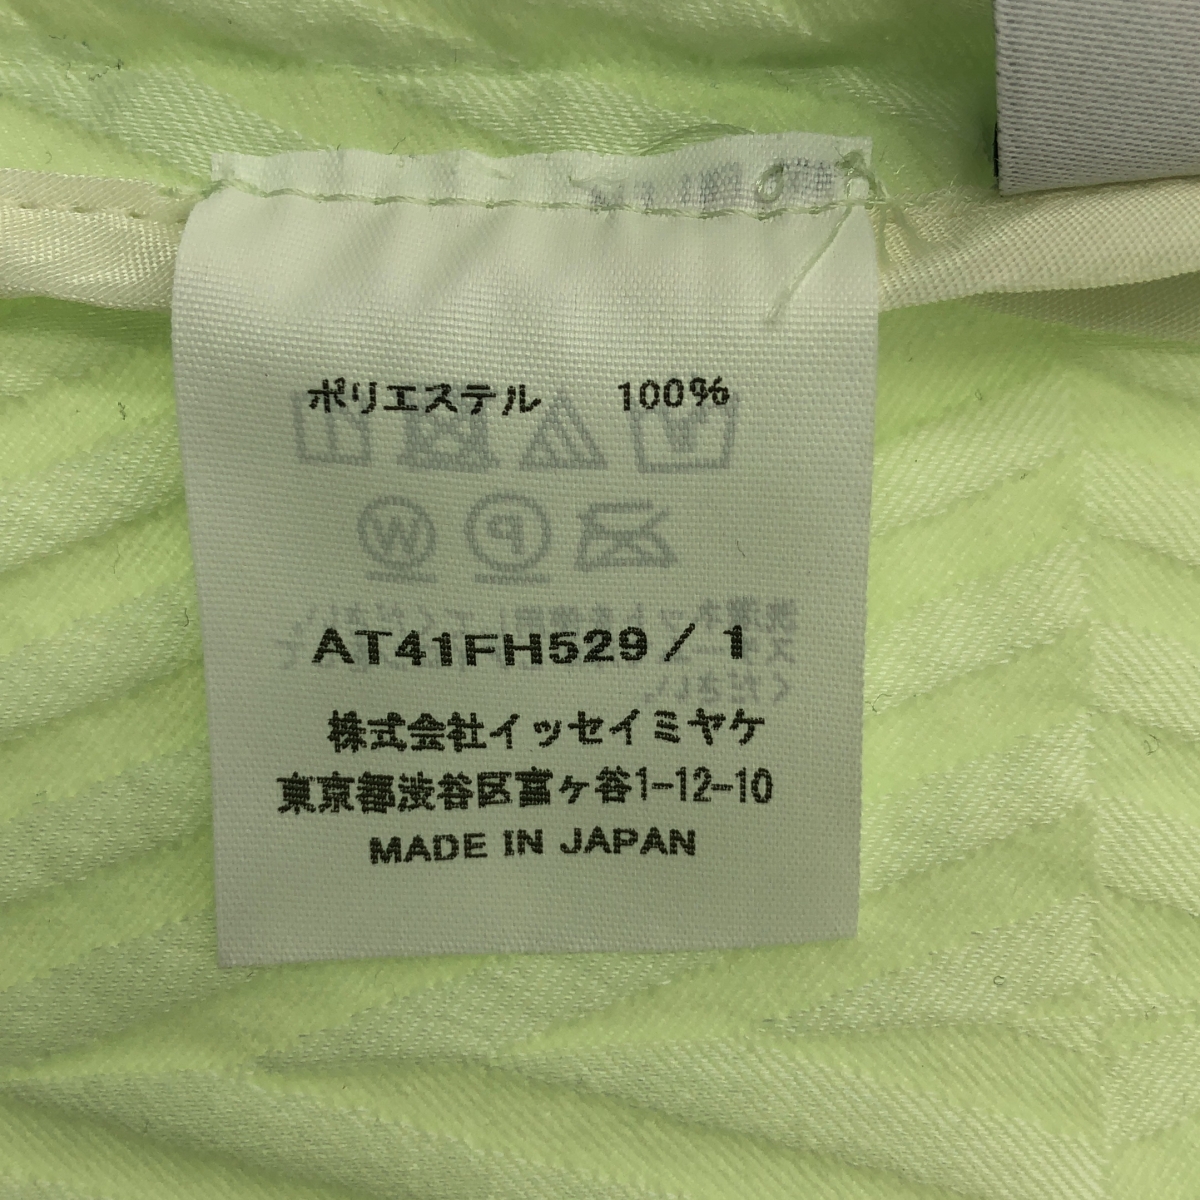 ポリエステル 100%
AT41FH529 / 1
株式会社イッセイミヤケ
東京都渋谷区富ヶ谷1-12-10
MADE IN JAPAN